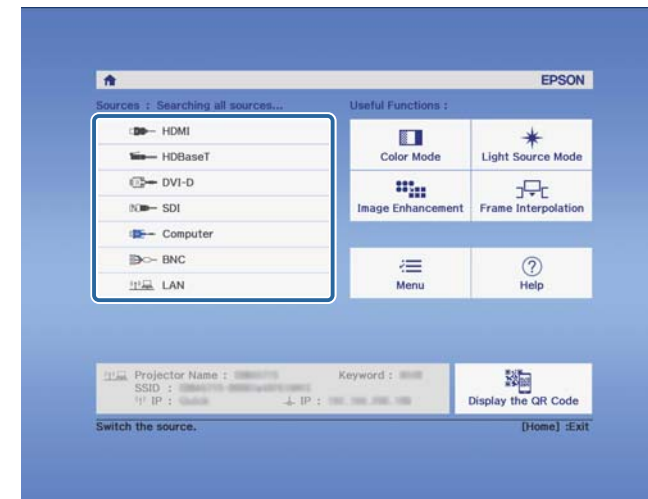 EPSON
Sources : Searching all sources...
HDMI
HDBaseT
DVI-D
SDI
Computer
BNC
LAN
Useful Functions :
Color Mode
Light Source Mode
Image Enhancement
Frame Interpolation
Menu
Help
Projector Name :
Keyword :
SSID :
IP :
IP :
Display the QR Code
Switch the source.
[Home] :Exit